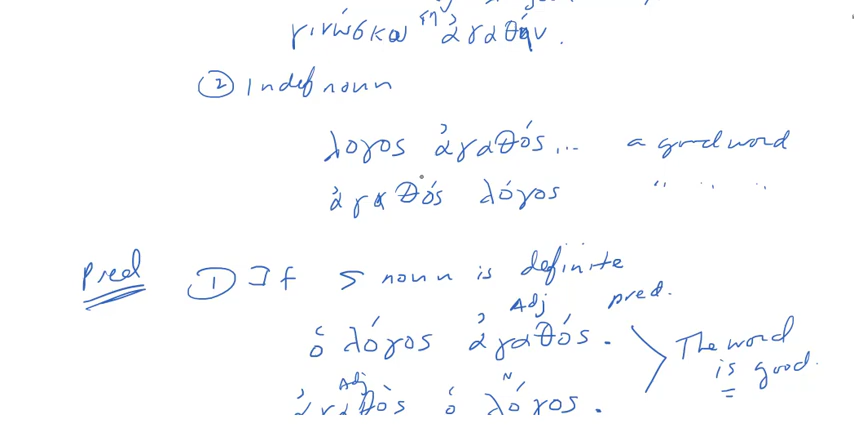 γινώσκω τὴν ἀγαθήν.
② Indef noun
λογος ἀγαθός... a good word
ἀγαθός λόγος " " "
Pred ① If S noun is definite
Adj pred.
ὁ λόγος ἀγαθός. The word is good.
Adj N
ἀγαθὸς ὁ λόγος.